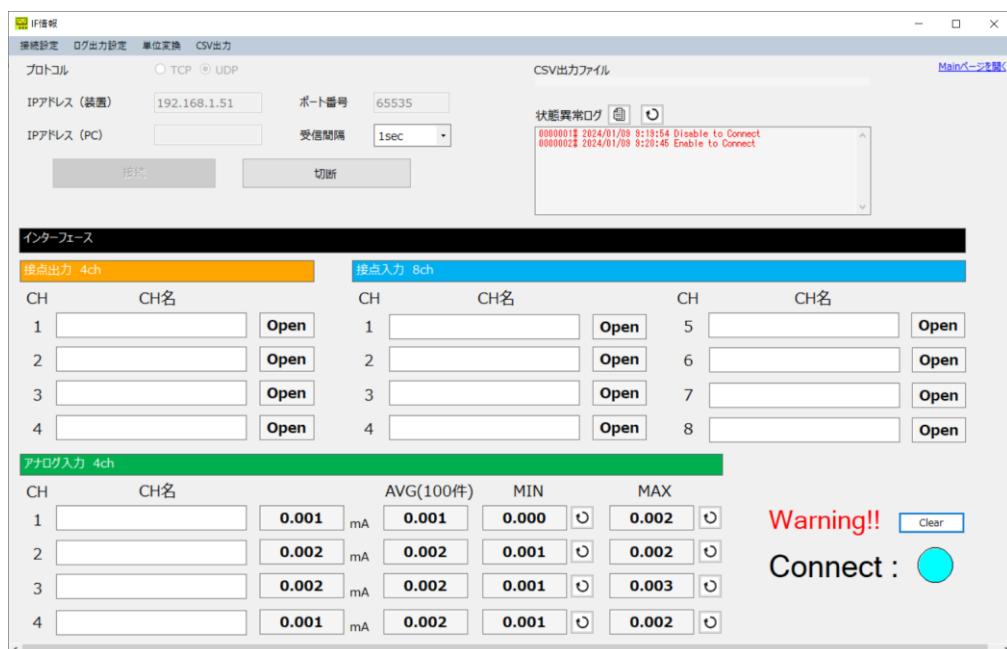 IF情報
接続設定 ログ出力設定 単位変換 CSV出力
プロトコル TCP UDP CSV出力ファイル Mainページを開く
IPアドレス（装置） 192.168.1.51 ポート番号 65535
状態異常ログ
IPアドレス（PC） 受信間隔 1sec
0000001: 2024/01/09 9:19:54 Disable to Connect
0000002: 2024/01/09 9:20:45 Enable to Connect
接続 切断
インターフェース
接点出力 4ch 接点入力 8ch
CH CH名 CH CH名 CH CH名
1 Open 1 Open 5 Open
2 Open 2 Open 6 Open
3 Open 3 Open 7 Open
4 Open 4 Open 8 Open
アナログ入力 4ch
CH CH名 AVG(100件) MIN MAX
1 0.001 mA 0.001 0.000 0.002
2 0.002 mA 0.002 0.001 0.002
3 0.002 mA 0.002 0.001 0.003
4 0.001 mA 0.002 0.001 0.002
Warning!! Clear
Connect :